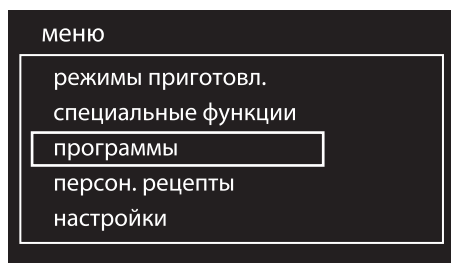 меню
режимы приготовл.
специальные функции
программы
персон. рецепты
настройки